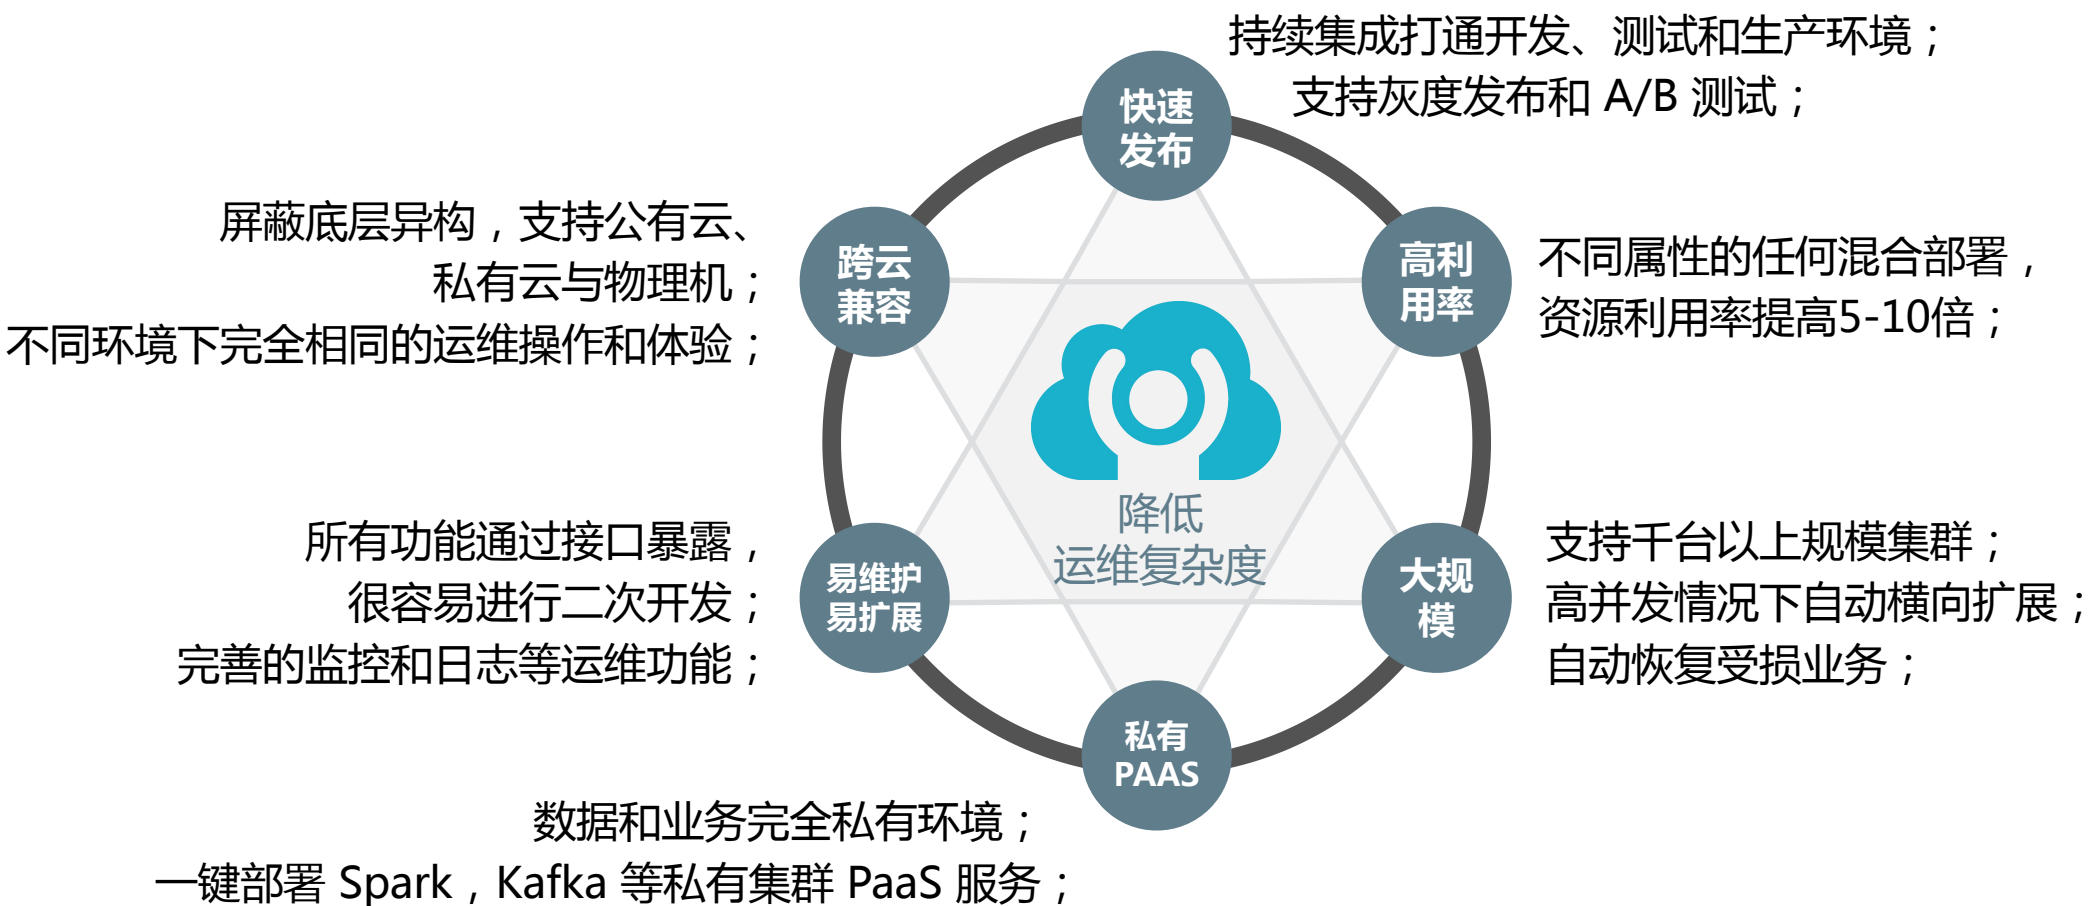 持续集成打通开发、测试和生产环境；
支持灰度发布和 A/B 测试；
快速
发布
屏蔽底层异构，支持公有云、
私有云与物理机；
不同环境下完全相同的运维操作和体验；
跨云
兼容
高利
用率
不同属性的任何混合部署，
资源利用率提高5-10倍；
降低
运维复杂度
所有功能通过接口暴露，
很容易进行二次开发；
完善的监控和日志等运维功能；
易维护
易扩展
大规
模
支持千台以上规模集群；
高并发情况下自动横向扩展；
自动恢复受损业务；
私有
PAAS
数据和业务完全私有环境；
一键部署 Spark，Kafka 等私有集群 PaaS 服务；